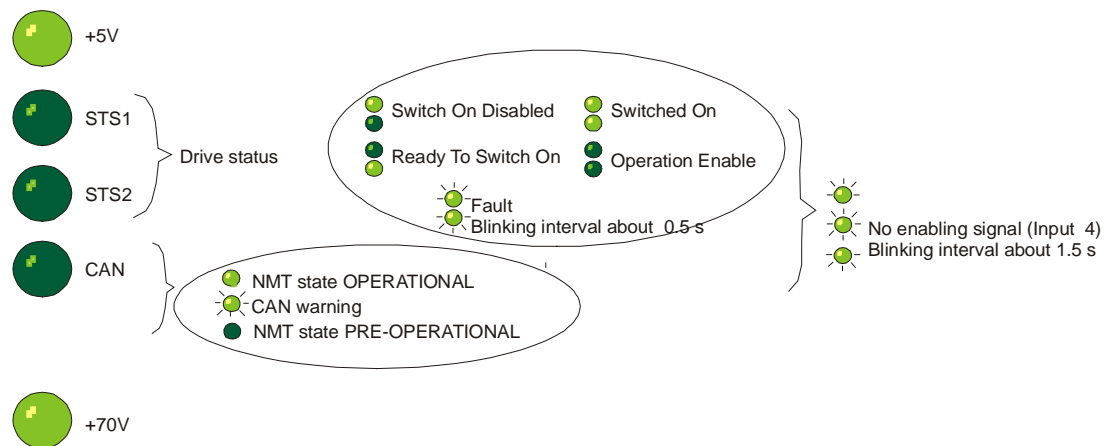 +5V
STS1
STS2
Drive status
CAN
+70V
Switch On Disabled
Switched On
Ready To Switch On
Operation Enable
Fault
Blinking interval about 0.5 s
NMT state OPERATIONAL
CAN warning
NMT state PRE-OPERATIONAL
No enabling signal (Input 4)
Blinking interval about 1.5 s